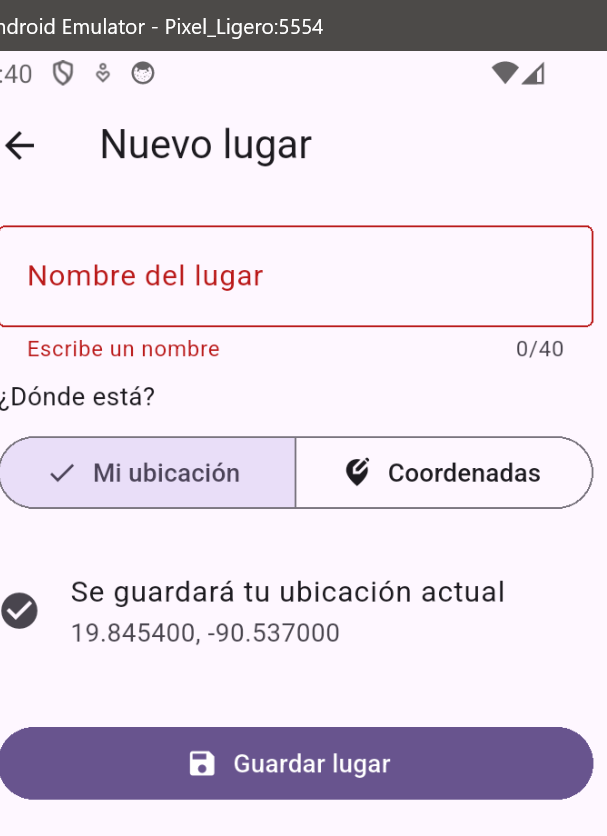 ndroid Emulator - Pixel_Ligero:5554
:40
Nuevo lugar
Nombre del lugar
Escribe un nombre 0/40
¿Dónde está?
Mi ubicación Coordenadas
Se guardará tu ubicación actual
19.845400, -90.537000
Guardar lugar